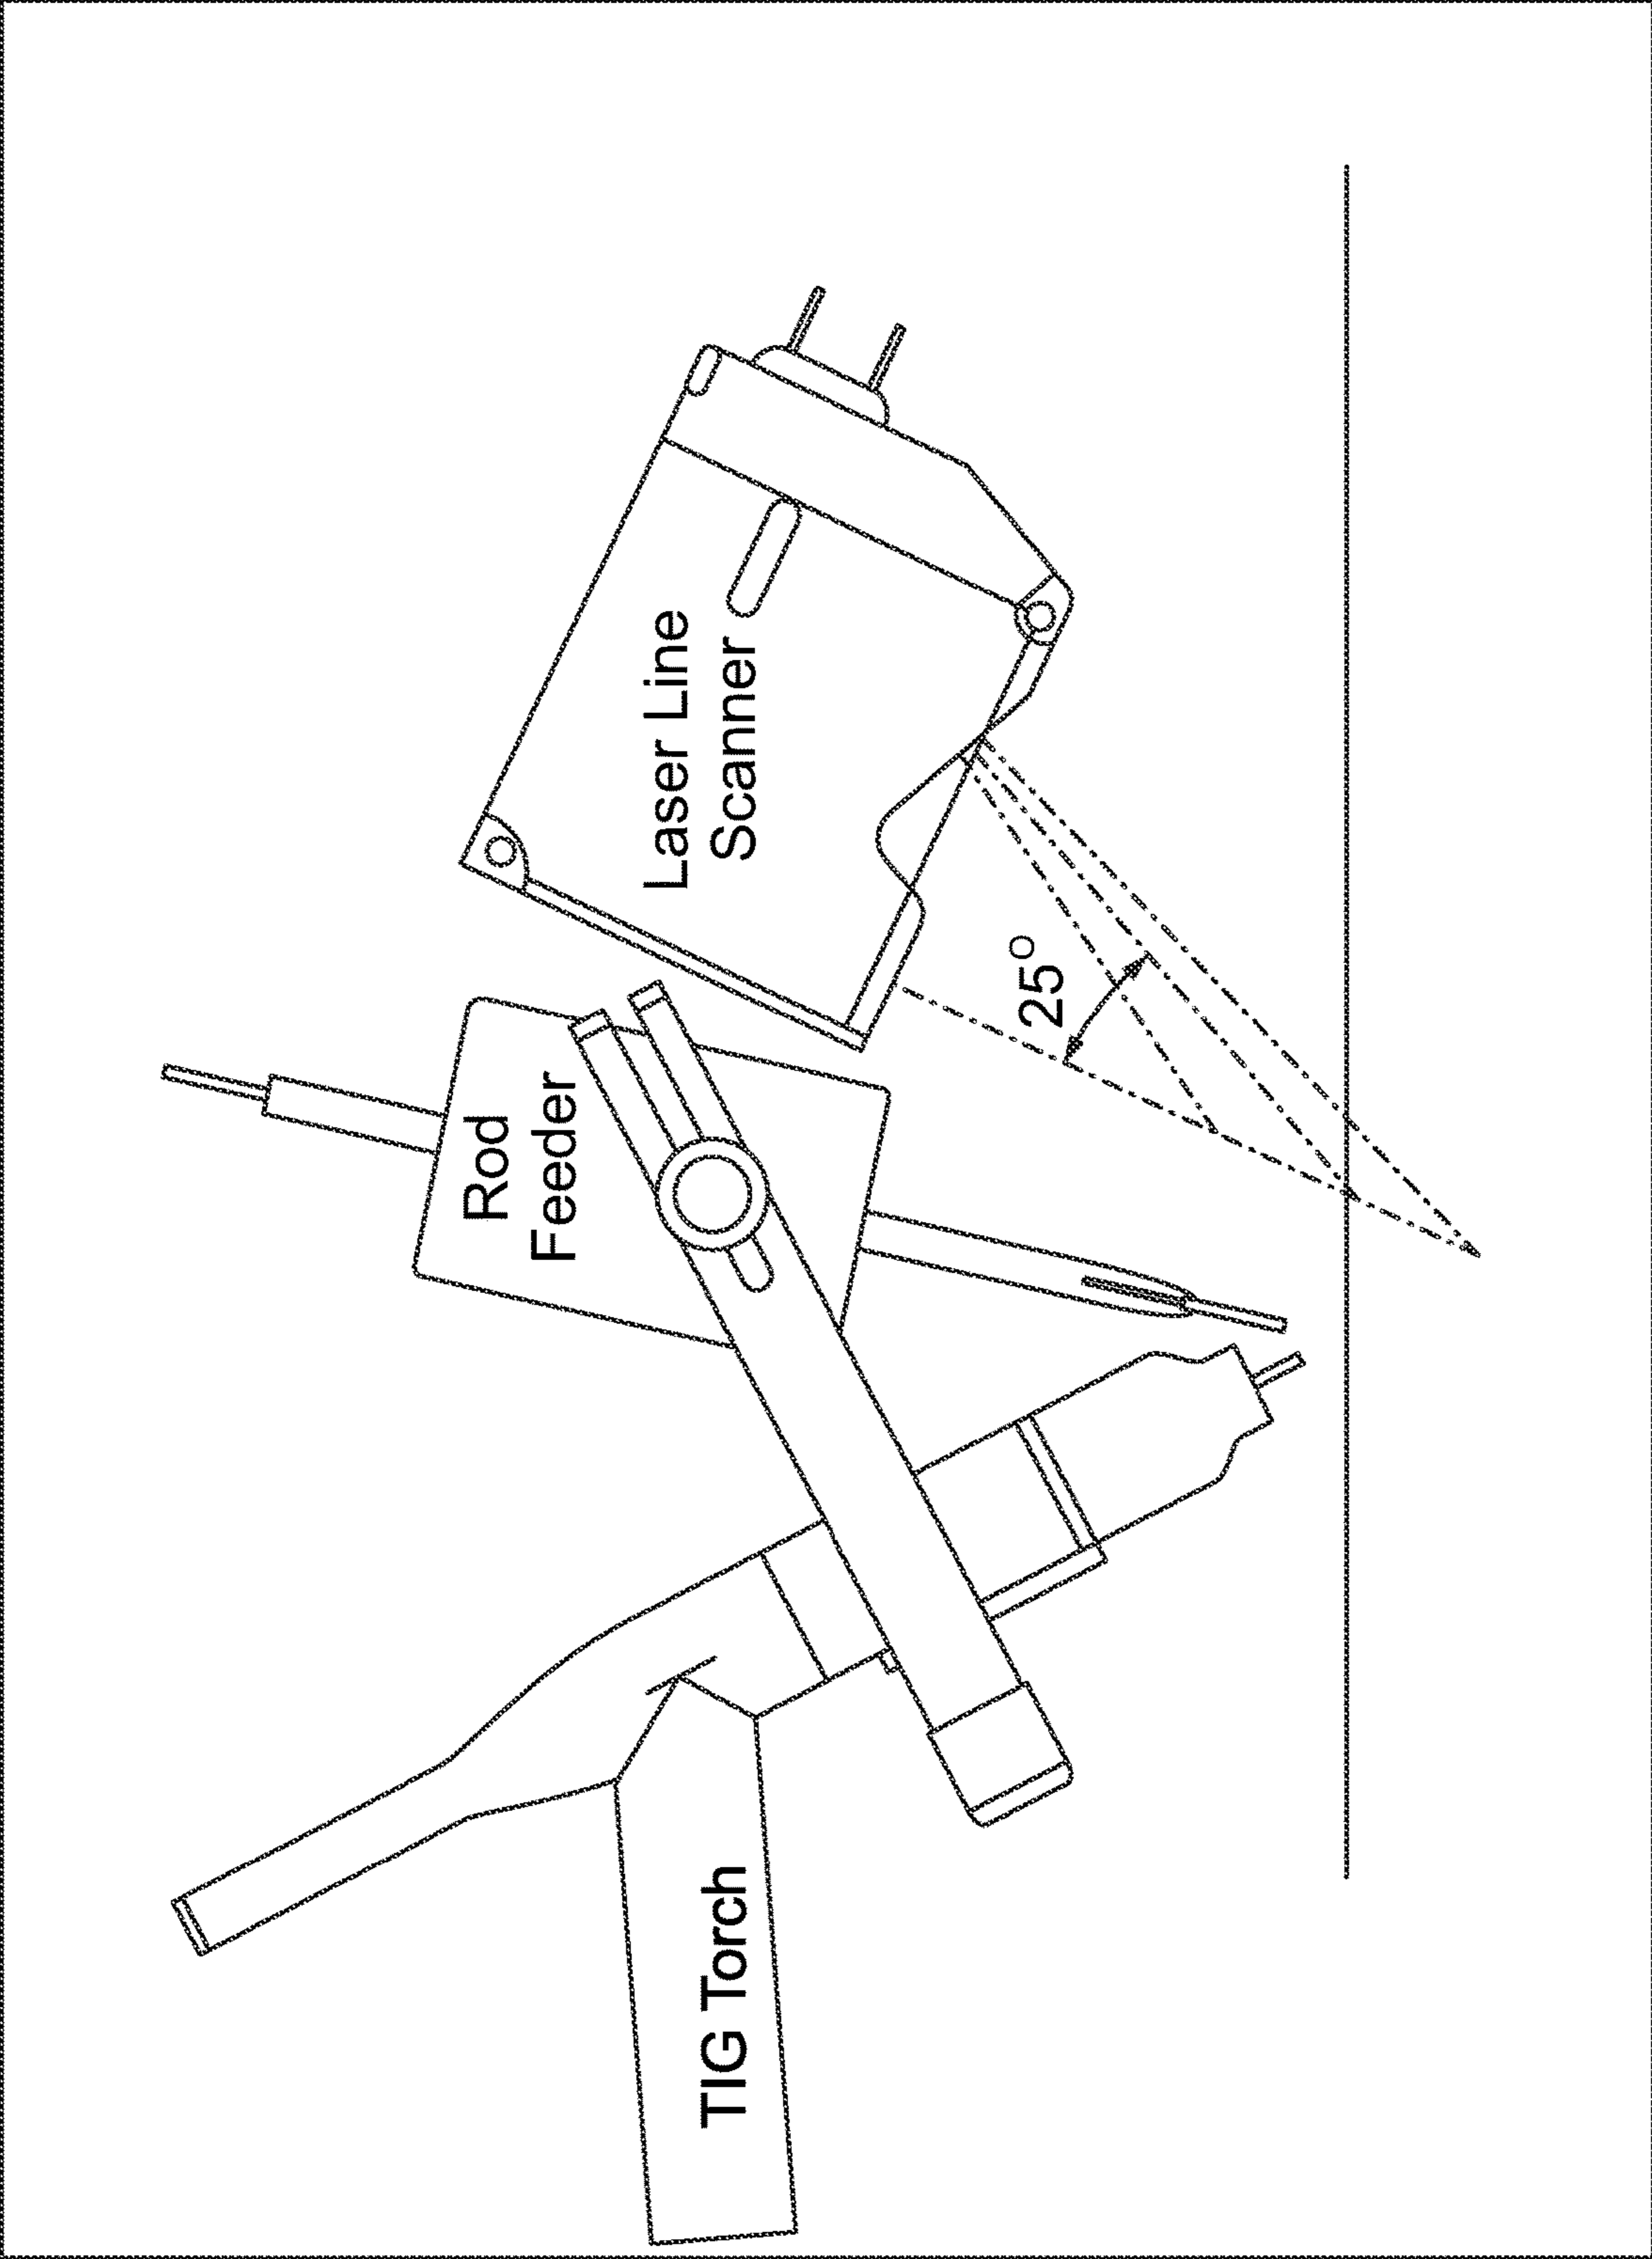 TIG Torch
Rod
Feeder
Laser Line
Scanner
25°